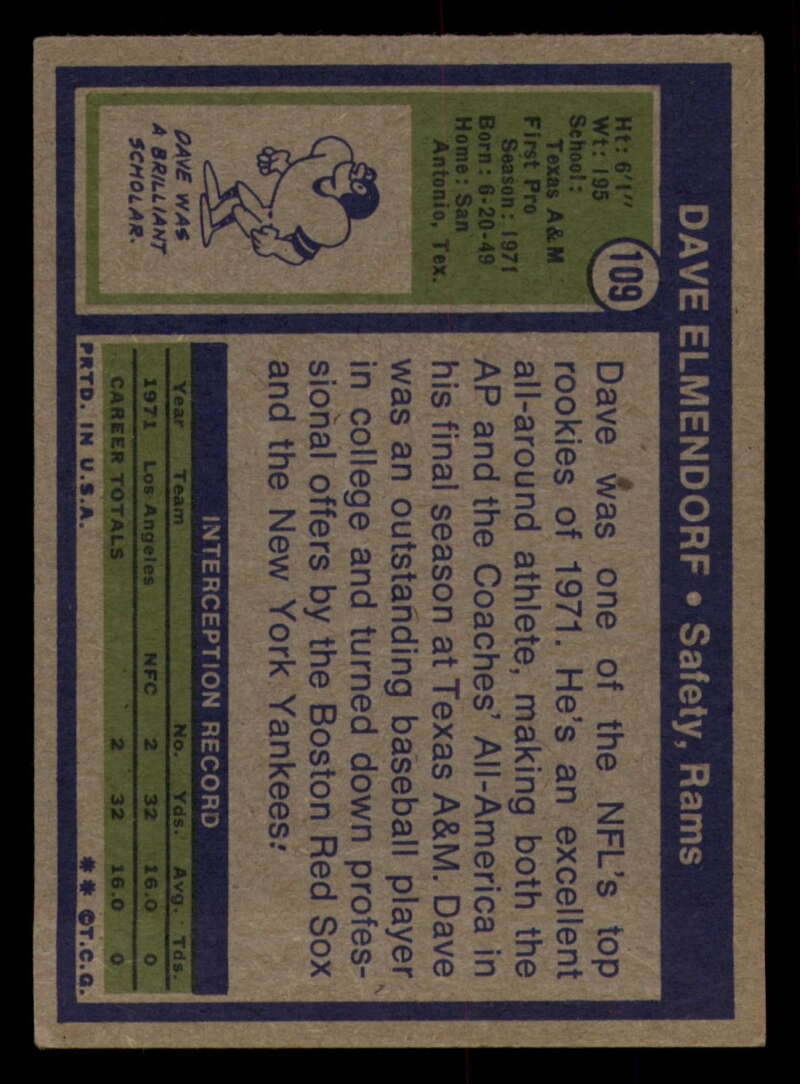 DAVE ELMENDORF • Safety, Rams
109
Ht: 6'1"
Wt: 195
School:
Texas A & M
First Pro
Season: 1971
Born: 6-20-49
Home: San
Antonio, Tex.
DAVE WAS
A BRILLIANT
SCHOLAR.
Dave was one of the NFL's top
rookies of 1971. He's an excellent
all-around athlete, making both the
AP and the Coaches' All-America in
his final season at Texas A&M. Dave
was an outstanding baseball player
in college and turned down profes-
sional offers by the Boston Red Sox
and the New York Yankees.
INTERCEPTION RECORD
Year Team No. Yds. Avg. Tds.
1971 Los Angeles NFC 2 32 16.0 0
CAREER TOTALS 2 32 16.0 0
PRTD. IN U.S.A. ** ©T.C.G.